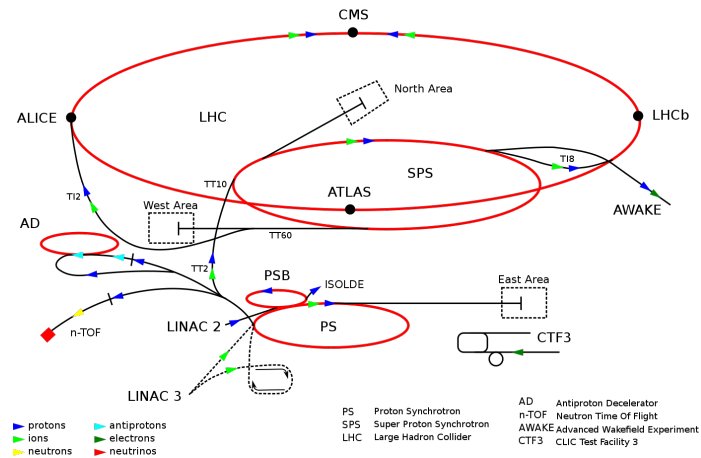 CMS
North Area
ALICE
LHC
LHCb
TI8
TT10
SPS
TI2
ATLAS
AWAKE
West Area
AD
TT60
TT2
PSB
ISOLDE
East Area
LINAC 2
PS
n-TOF
CTF3
LINAC 3
protons
ions
neutrons
antiprotons
electrons
neutrinos
PS Proton Synchrotron
SPS Super Proton Synchrotron
LHC Large Hadron Collider
AD Antiproton Decelerator
n-TOF Neutron Time Of Flight
AWAKE Advanced Wakefield Experiment
CTF3 CLIC Test Facility 3